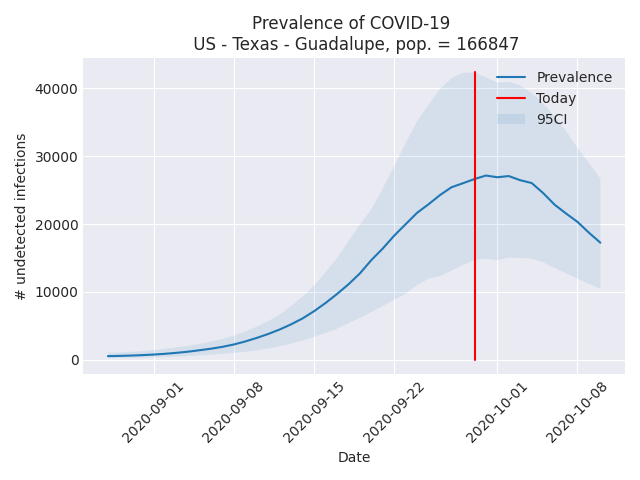 Prevalence of COVID-19
US - Texas - Guadalupe, pop. = 166847
Prevalence
Today
95CI
# undetected infections
40000
30000
20000
10000
0
2020-09-01
2020-09-08
2020-09-15
2020-09-22
2020-10-01
2020-10-08
Date